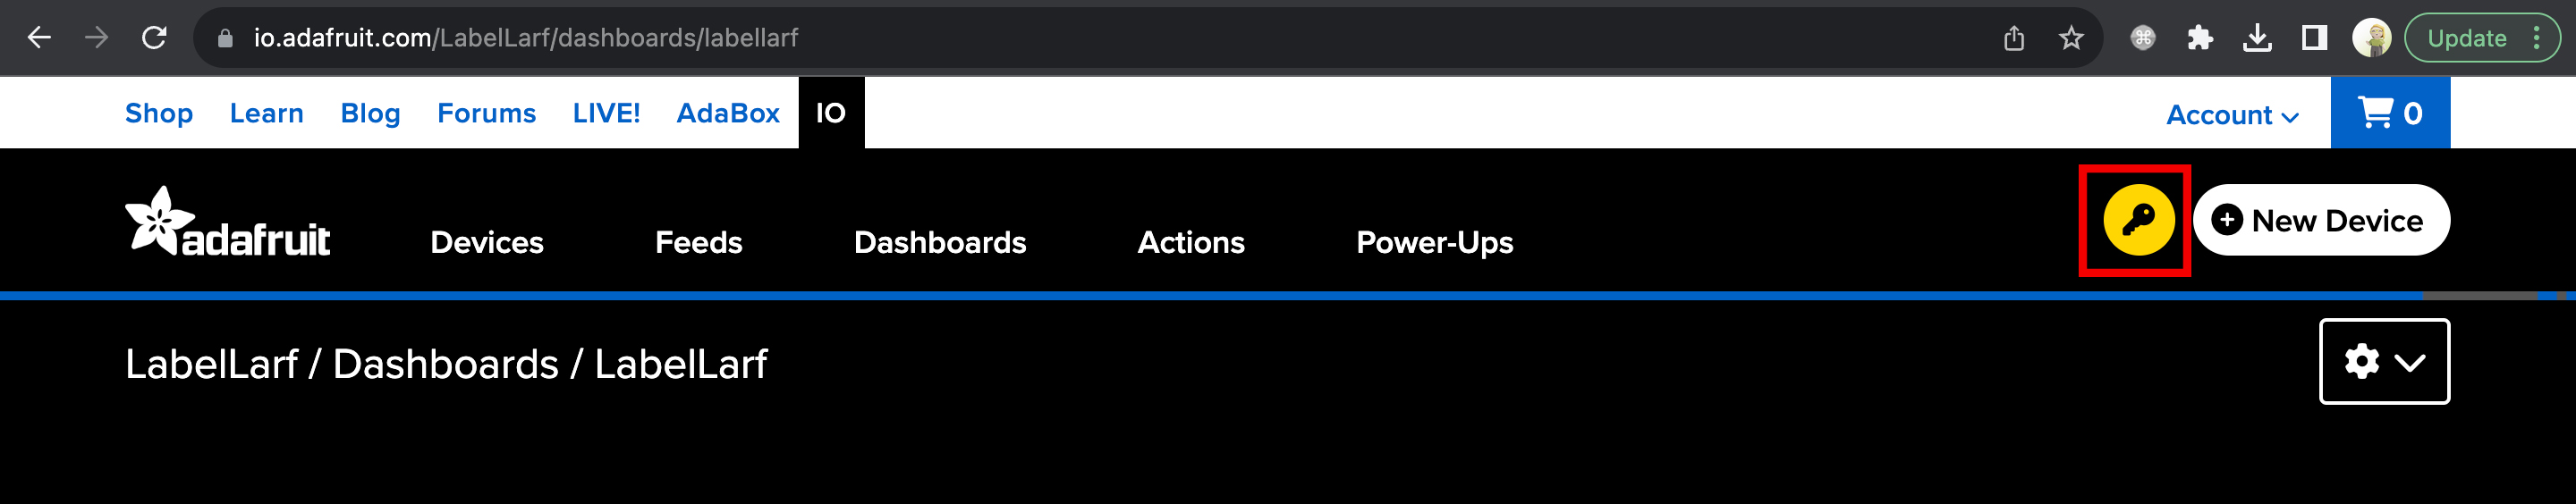 io.adafruit.com/LabelLarf/dashboards/labellarf Update
Shop Learn Blog Forums LIVE! AdaBox IO Account 0
adafruit Devices Feeds Dashboards Actions Power-Ups New Device
LabelLarf / Dashboards / LabelLarf